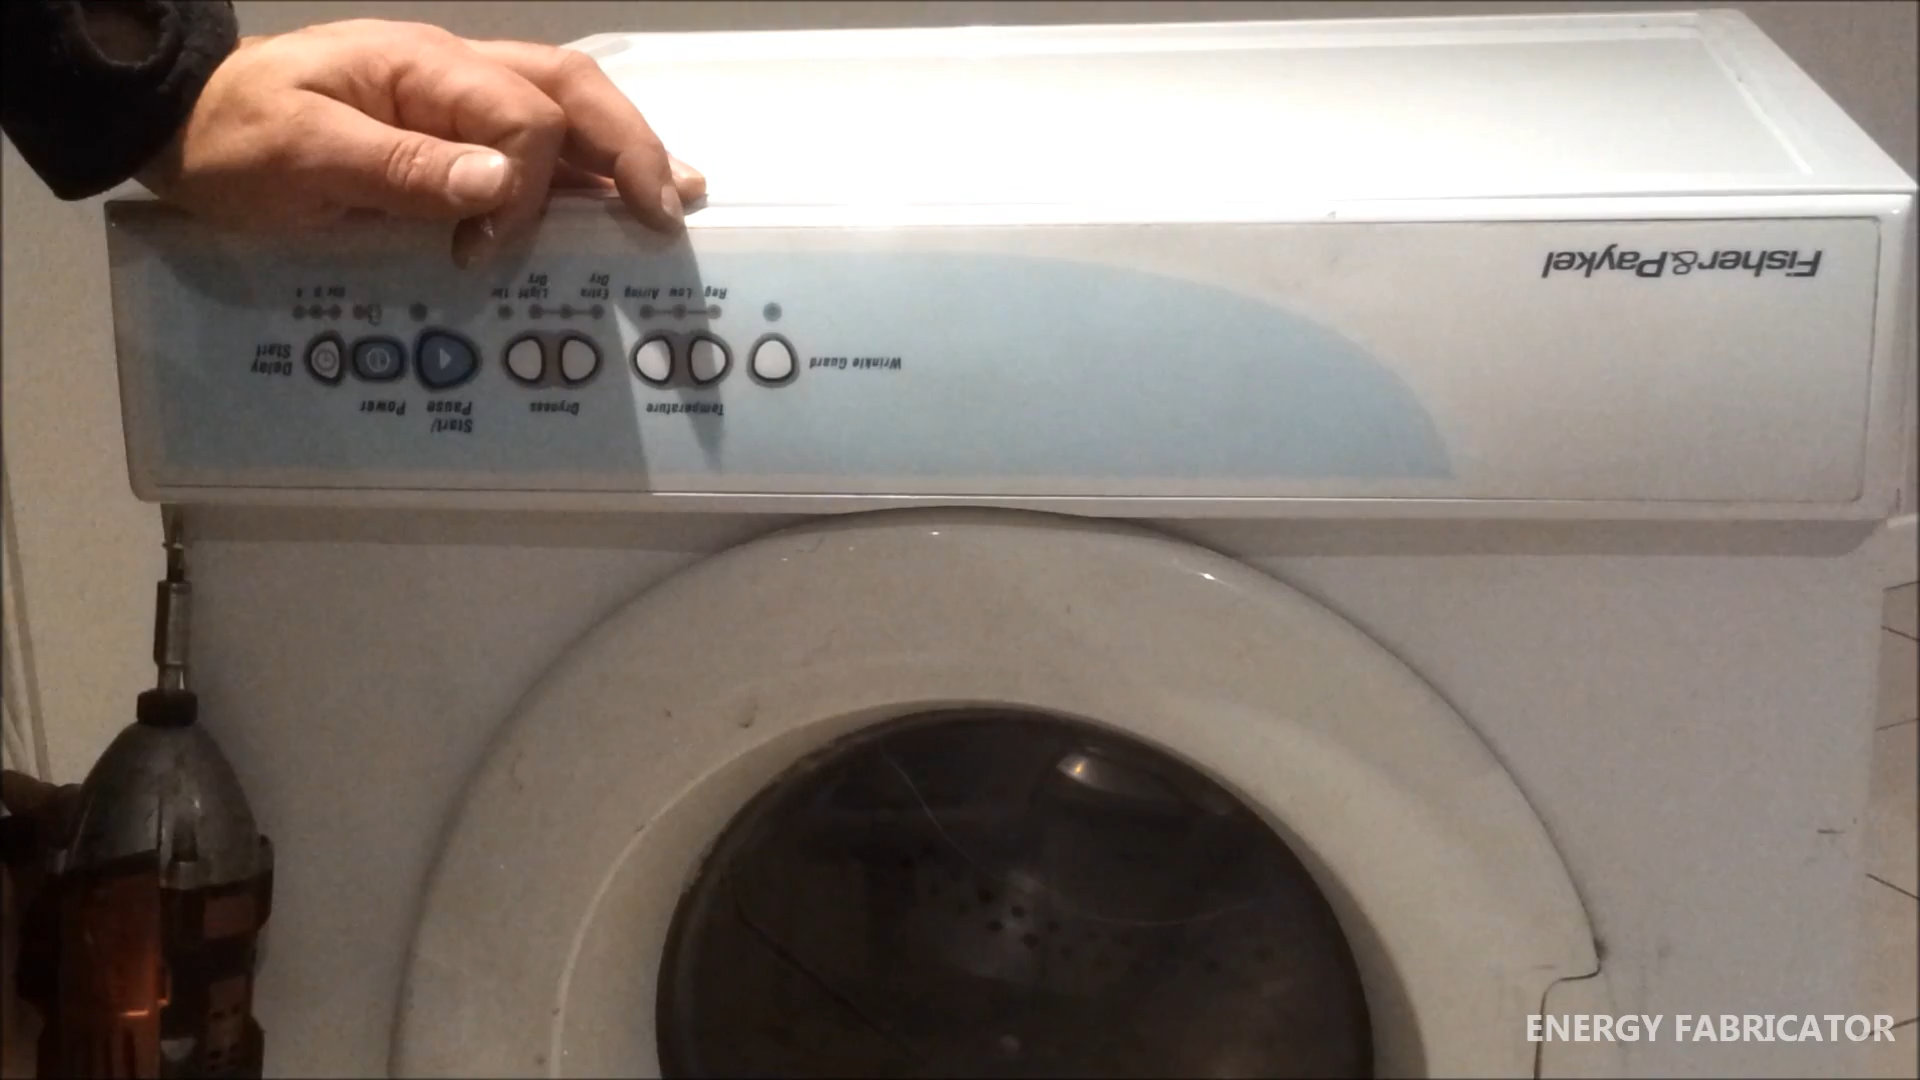 Fisher&Paykel
Reg Low Airing
Extra Dry
Light Dry
Wrinkle Guard
Delay Start
Temperature
Dryness
Start/Pause
Power
ENERGY FABRICATOR